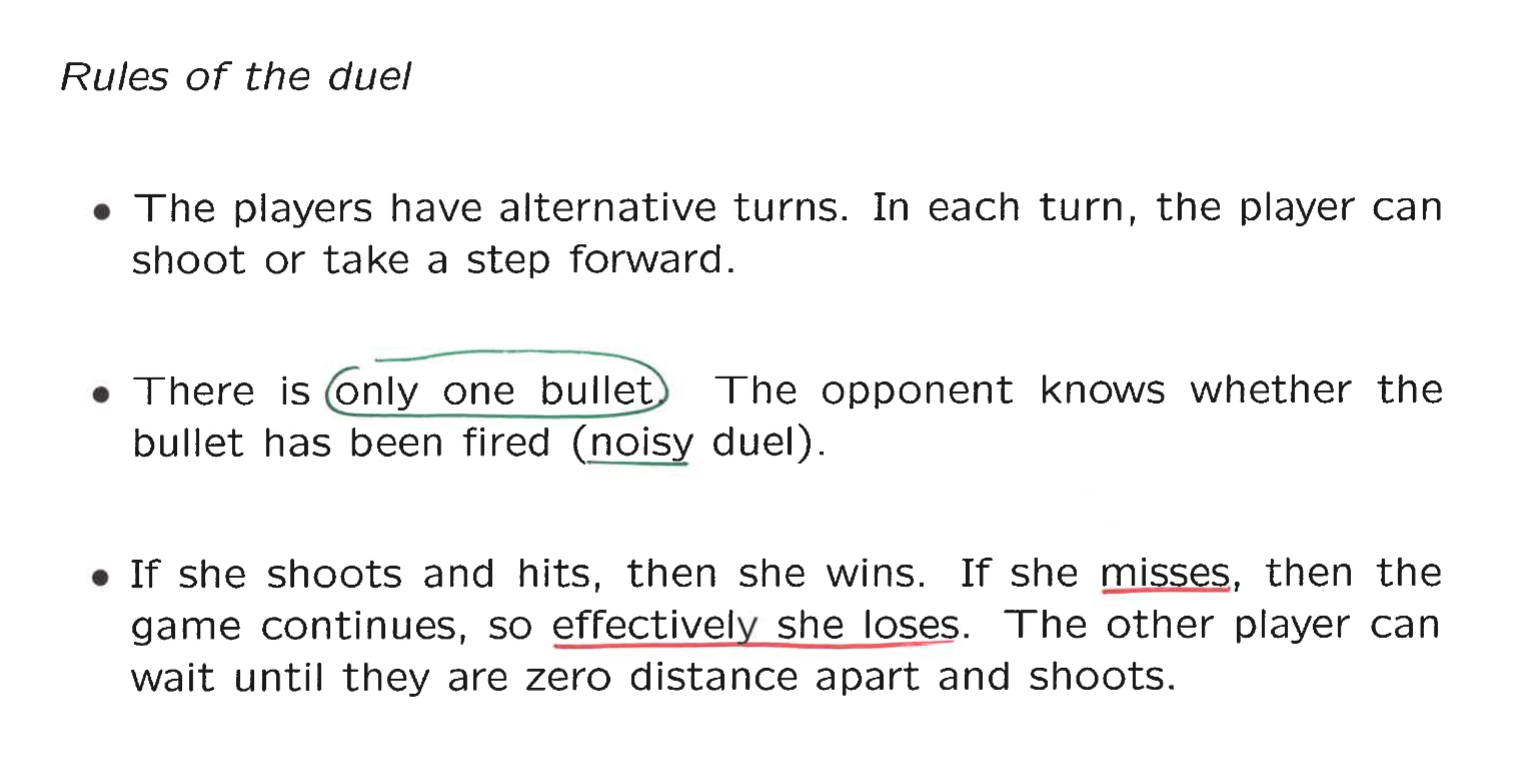 Rules of the duel
• The players have alternative turns. In each turn, the player can
shoot or take a step forward.
• There is only one bullet. The opponent knows whether the
bullet has been fired (noisy duel).
• If she shoots and hits, then she wins. If she misses, then the
game continues, so effectively she loses. The other player can
wait until they are zero distance apart and shoots.